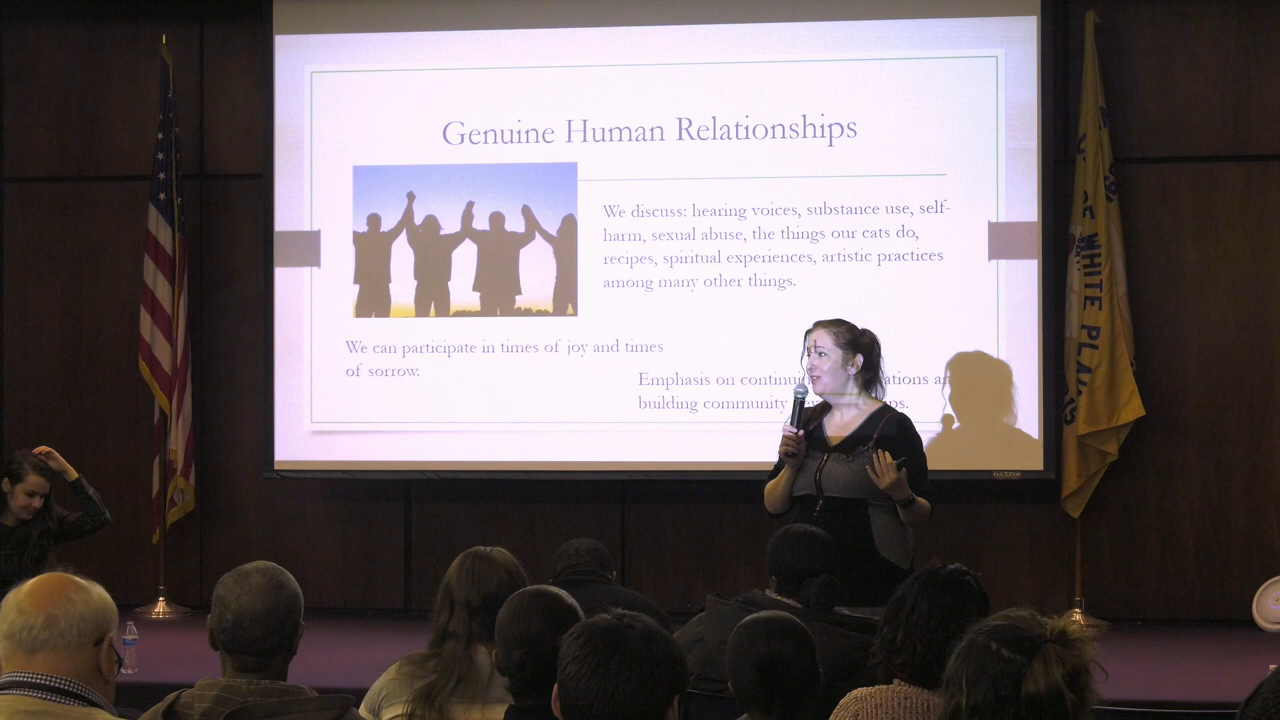 Genuine Human Relationships
We discuss: hearing voices, substance use, self-
harm, sexual abuse, the things our cats do,
recipes, spiritual experiences, artistic practices
among many other things.
We can participate in times of joy and times
of sorrow.
Emphasis on
building community
WHITE PLAINS